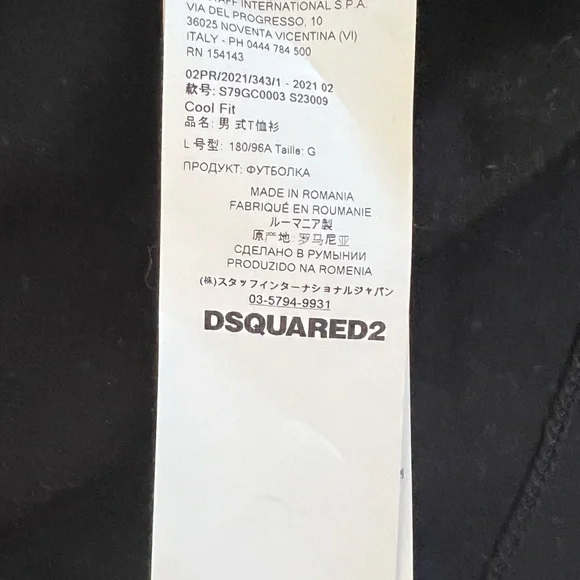 INTERNATIONAL S.P.A.
VIA DEL PROGRESSO, 10
36025 NOVENTA VICENTINA (VI)
ITALY - PH 0444 784 500
RN 154143
02PR/2021/343/1 - 2021 02
款号: S79GC0003 S23009
Cool Fit
品名: 男 式T恤衫
L 号型: 180/96A Taille: G
ПРОДУКТ: ФУТБОЛКА
MADE IN ROMANIA
FABRIQUÉ EN ROUMANIE
ルーマニア製
原产地: 罗马尼亚
СДЕЛАНО В РУМЫНИИ
PRODUZIDO NA ROMENIA
(株)スタッフインターナショナルジャパン
03-5794-9931
DSQUARED2